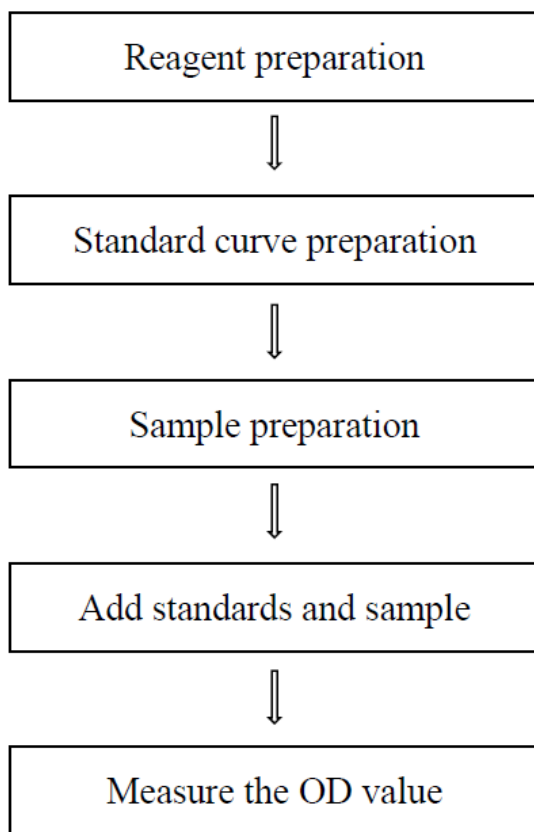 Reagent preparation
Standard curve preparation
Sample preparation
Add standards and sample
Measure the OD value